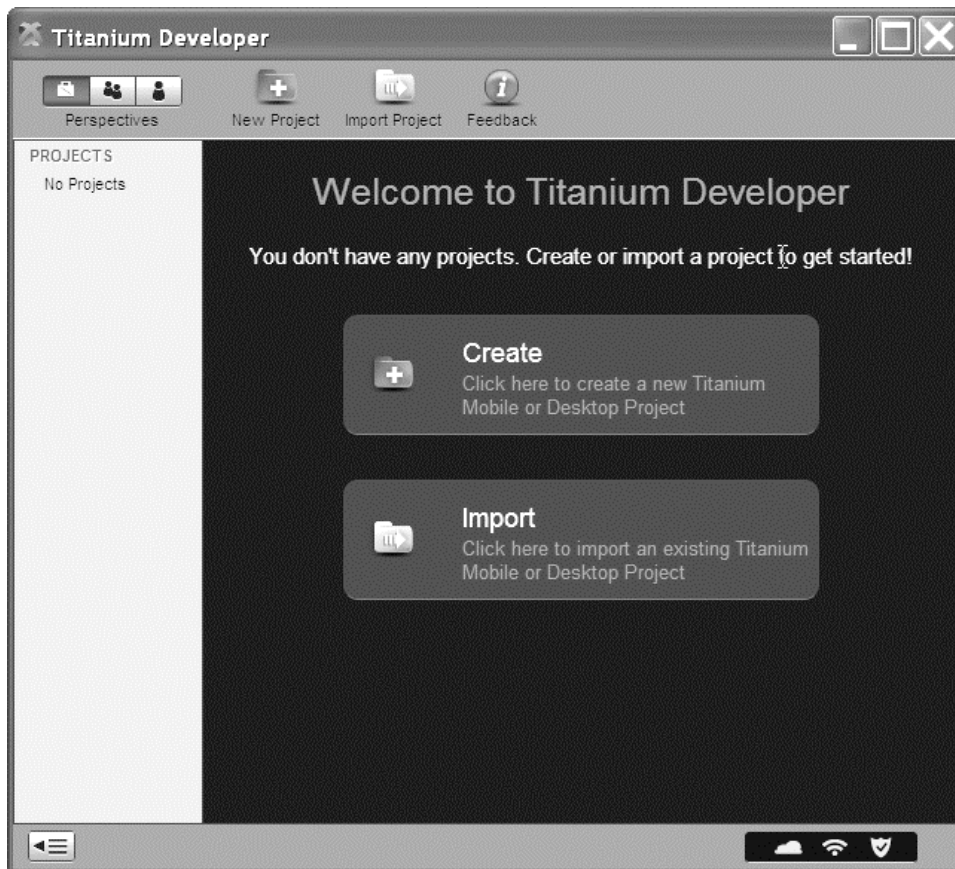 Titanium Developer
Perspectives
New Project
Import Project
Feedback
PROJECTS
No Projects
Welcome to Titanium Developer
You don't have any projects. Create or import a project to get started!
Create
Click here to create a new Titanium
Mobile or Desktop Project
Import
Click here to import an existing Titanium
Mobile or Desktop Project